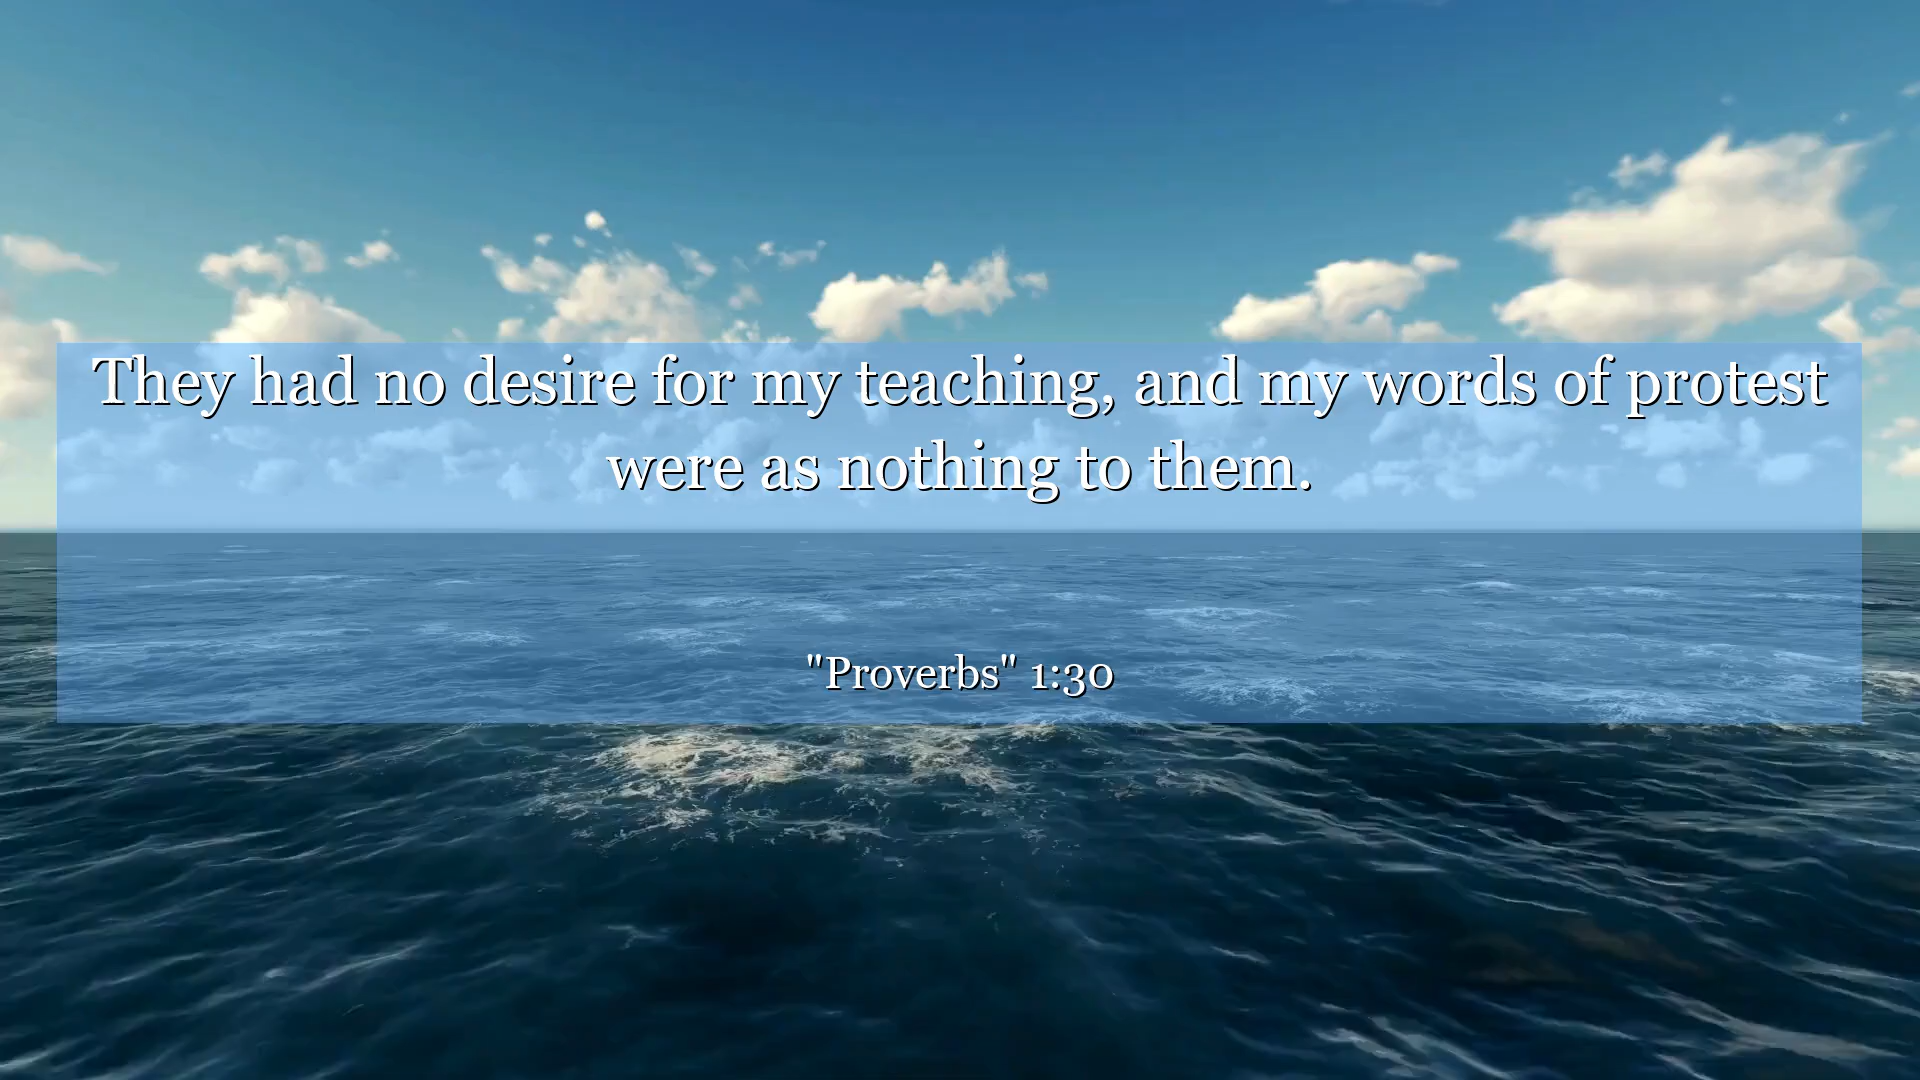 They had no desire for my teaching, and my words of protest
were as nothing to them.
"Proverbs" 1:30